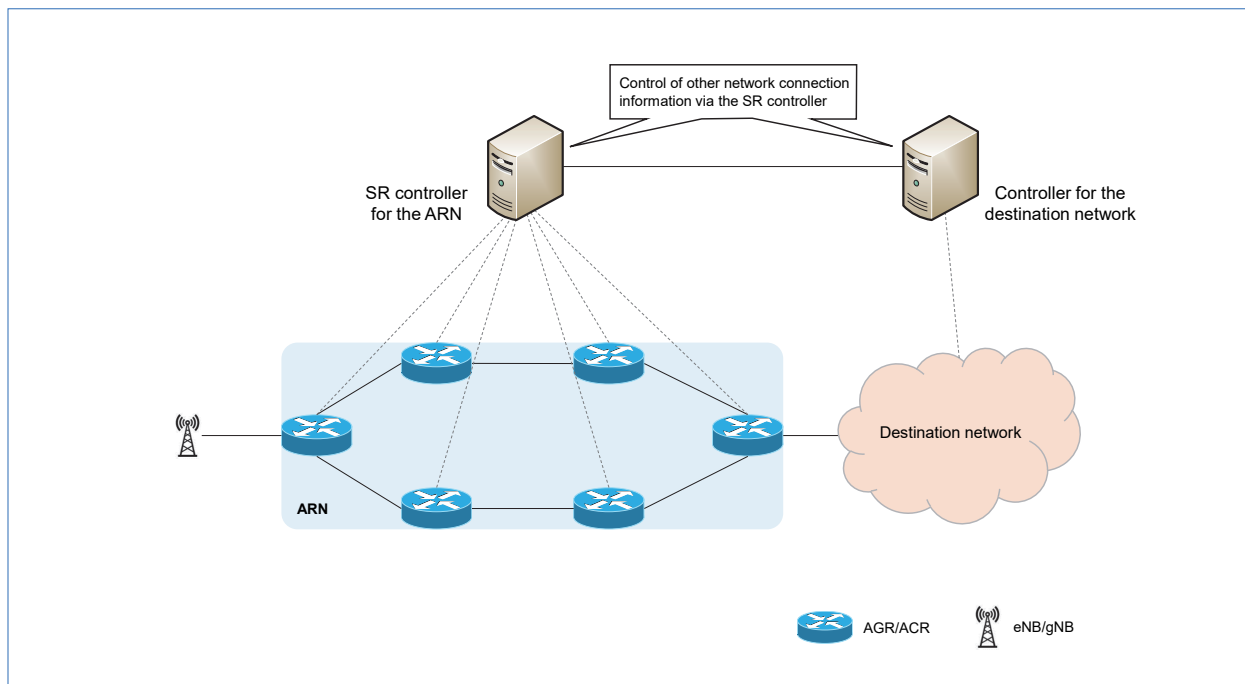 Control of other network connection
information via the SR controller
SR controller
for the ARN
Controller for the
destination network
Destination network
ARN
AGR/ACR
eNB/gNB